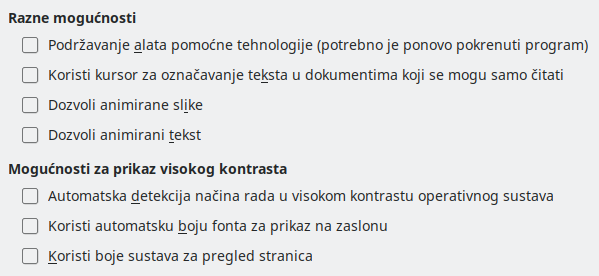 Razne mogućnosti
Podržavanje alata pomoćne tehnologije (potrebno je ponovo pokrenuti program)
Koristi kursor za označavanje teksta u dokumentima koji se mogu samo čitati
Dozvoli animirane slike
Dozvoli animirani tekst
Mogućnosti za prikaz visokog kontrasta
Automatska detekcija načina rada u visokom kontrastu operativnog sustava
Koristi automatsku boju fonta za prikaz na zaslonu
Koristi boje sustava za pregled stranica